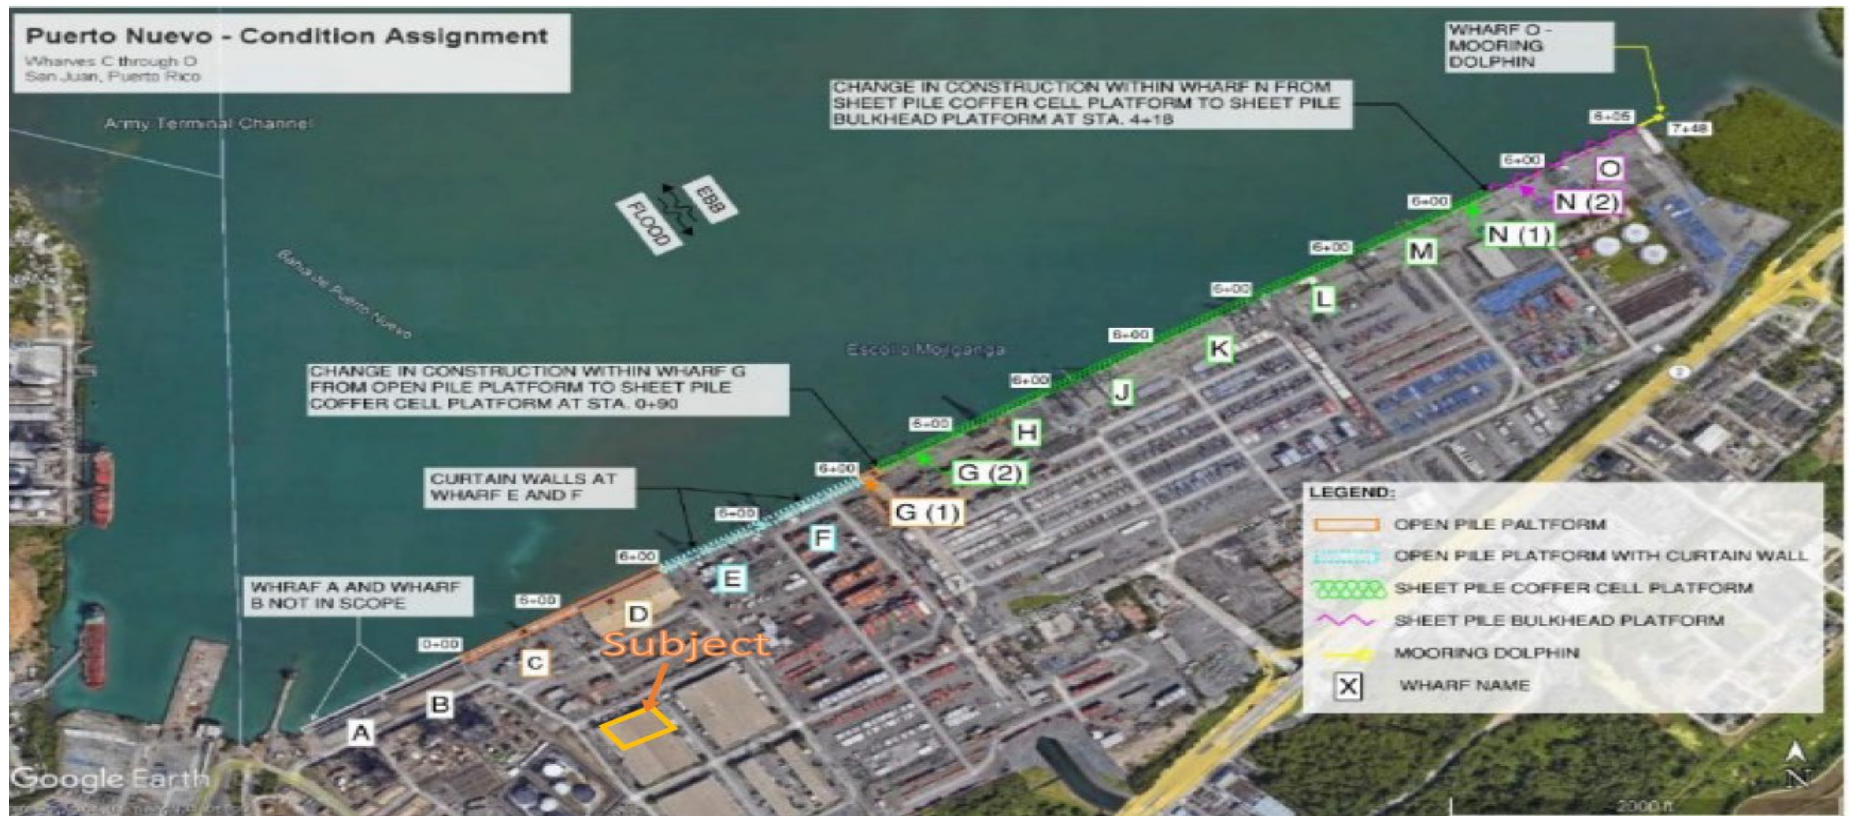 Puerto Nuevo - Condition Assignment
Wharves C through O
San Juan, Puerto Rico
WHARF O -
MOORING
DOLPHIN
CHANGE IN CONSTRUCTION WITHIN WHARF N FROM
SHEET PILE COFFER CELL PLATFORM TO SHEET PILE
BULKHEAD PLATFORM AT STA. 4+18
Army Terminal Channel
6+05
7+48
6+00
O
EBB
FLOOD
6+00
N (2)
N (1)
6+00
M
Bahia de Puerto Nuevo
6+00
L
6+00
K
Escollo Mojiganga
CHANGE IN CONSTRUCTION WITHIN WHARF G
FROM OPEN PILE PLATFORM TO SHEET PILE
COFFER CELL PLATFORM AT STA. 0+90
6+00
J
6+00
H
6+00
G (2)
CURTAIN WALLS AT
WHARF E AND F
G (1)
6+00
F
6+00
E
WHRAF A AND WHARF
B NOT IN SCOPE
6+00
D
Subject
0+00
C
B
A
2
LEGEND:
OPEN PILE PALTFORM
OPEN PILE PLATFORM WITH CURTAIN WALL
SHEET PILE COFFER CELL PLATFORM
SHEET PILE BULKHEAD PLATFORM
MOORING DOLPHIN
X WHARF NAME
Google Earth
N
2000 ft